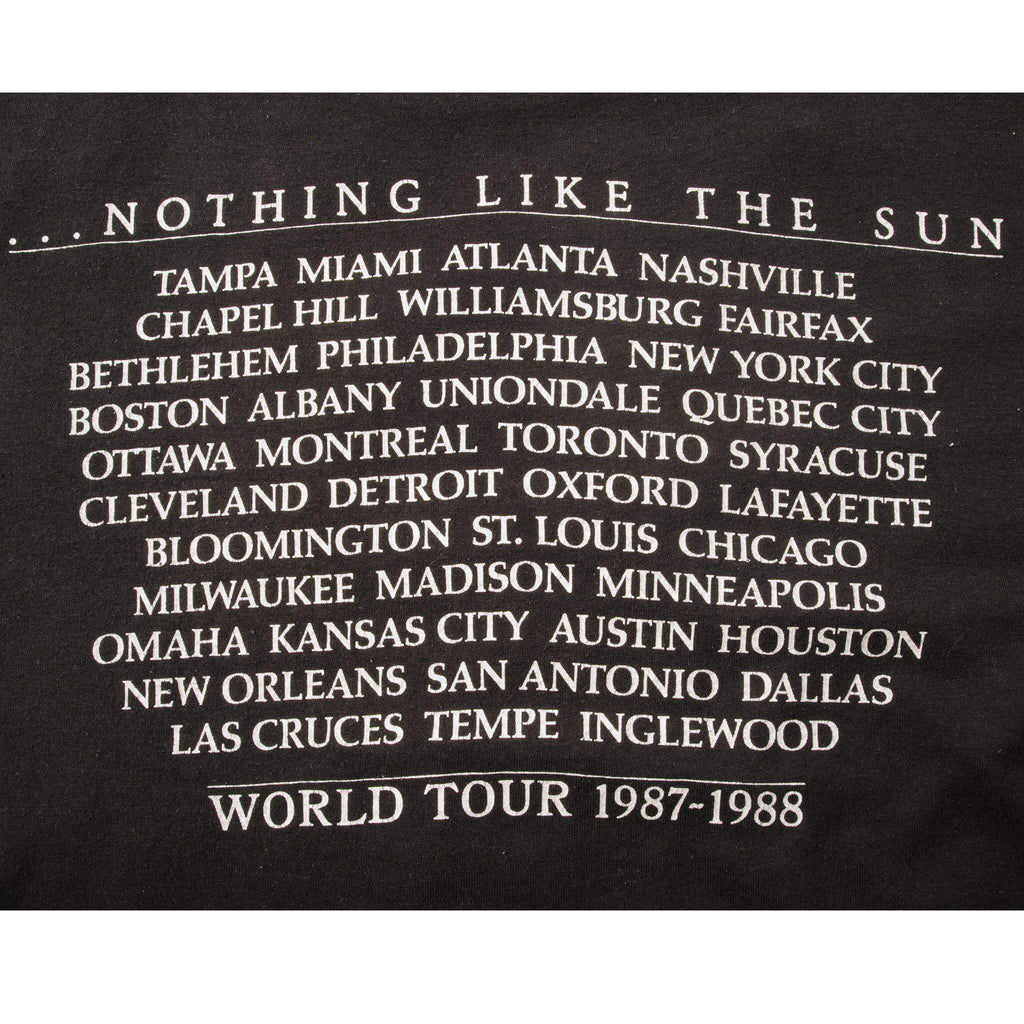 ...NOTHING LIKE THE SUN
TAMPA MIAMI ATLANTA NASHVILLE
CHAPEL HILL WILLIAMSBURG FAIRFAX
BETHLEHEM PHILADELPHIA NEW YORK CITY
BOSTON ALBANY UNIONDALE QUEBEC CITY
OTTAWA MONTREAL TORONTO SYRACUSE
CLEVELAND DETROIT OXFORD LAFAYETTE
BLOOMINGTON ST. LOUIS CHICAGO
MILWAUKEE MADISON MINNEAPOLIS
OMAHA KANSAS CITY AUSTIN HOUSTON
NEW ORLEANS SAN ANTONIO DALLAS
LAS CRUCES TEMPE INGLEWOOD
WORLD TOUR 1987-1988